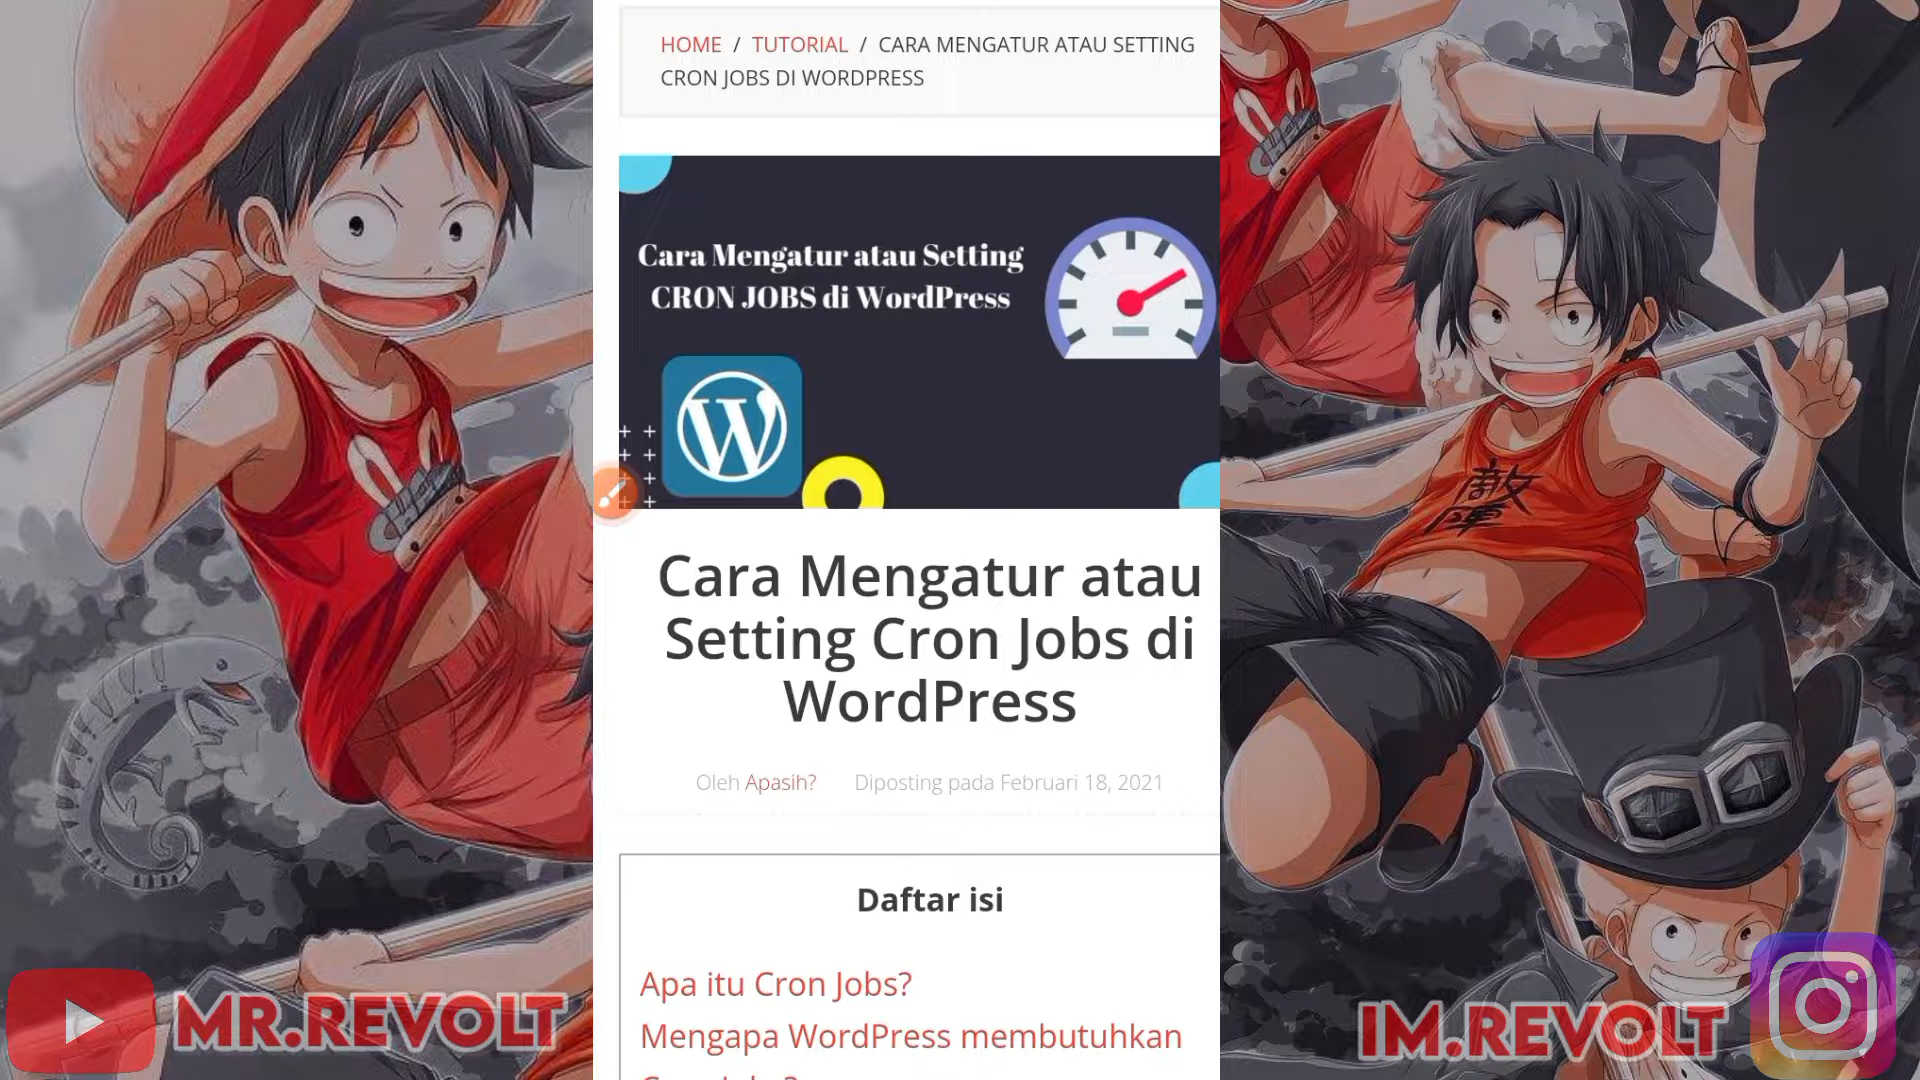 HOME / TUTORIAL / CARA MENGATUR ATAU SETTING
CRON JOBS DI WORDPRESS
Cara Mengatur atau Setting
CRON JOBS di WordPress
W
Cara Mengatur atau
Setting Cron Jobs di
WordPress
Oleh Apasih? Diposting pada Februari 18, 2021
Daftar isi
Apa itu Cron Jobs?
Mengapa WordPress membutuhkan
MR.REVOLT
IM.REVOLT